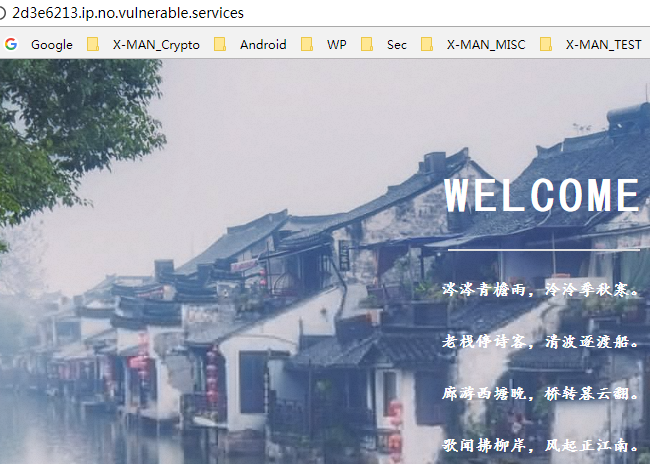 2d3e6213.ip.no.vulnerable.services
Google X-MAN_Crypto Android WP Sec X-MAN_MISC X-MAN_TEST
WELCOME
涔涔青檐雨，泠泠季秋寒。
老栈停诗客，清波逐渡船。
廊游西塘晚，桥转暮云翻。
歌闻拂柳岸，风起正江南。